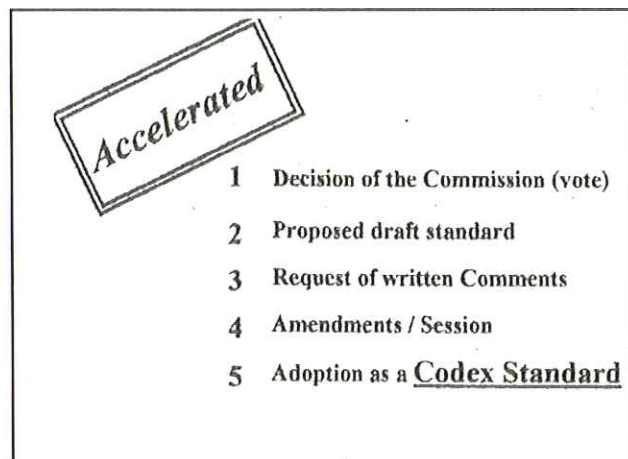 Accelerated
1 Decision of the Commission (vote)
2 Proposed draft standard
3 Request of written Comments
4 Amendments / Session
5 Adoption as a Codex Standard